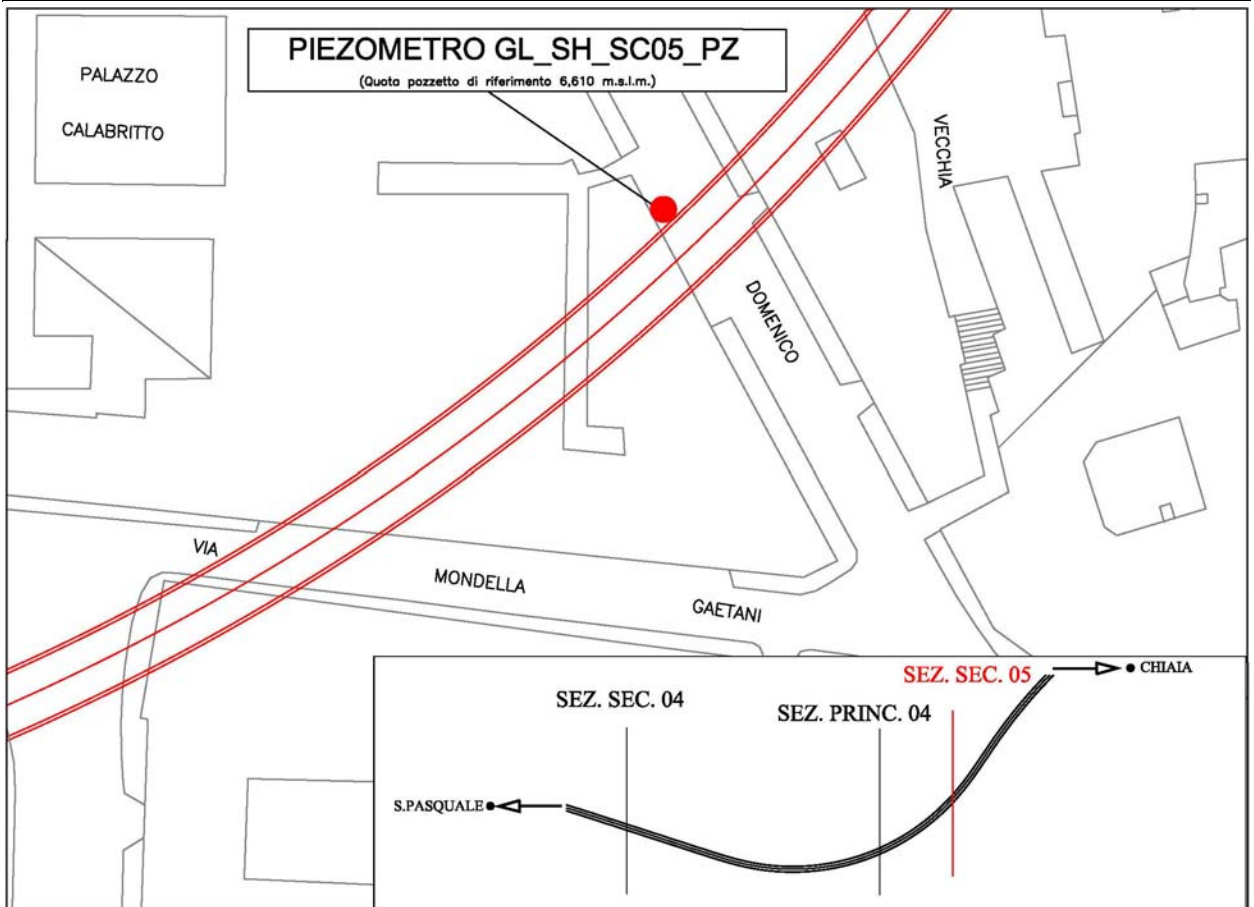 PIEZOMETRO GL_SH_SC05_PZ
(Quota pozzetto di riferimento 6,610 m.s.l.m.)
PALAZZO
CALABRITTO
VECCHIA
DOMENICO
VIA
MONDELLA
GAETANI
SEZ. SEC. 05
CHIAIA
SEZ. SEC. 04
SEZ. PRINC. 04
S.PASQUALE